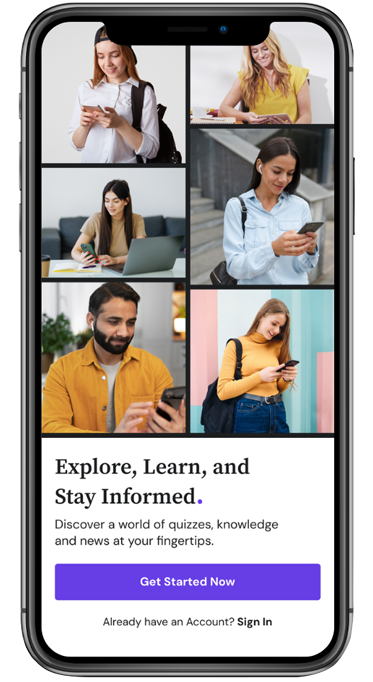 Explore, Learn, and
Stay Informed.
Discover a world of quizzes, knowledge
and news at your fingertips.
Get Started Now
Already have an Account? Sign In